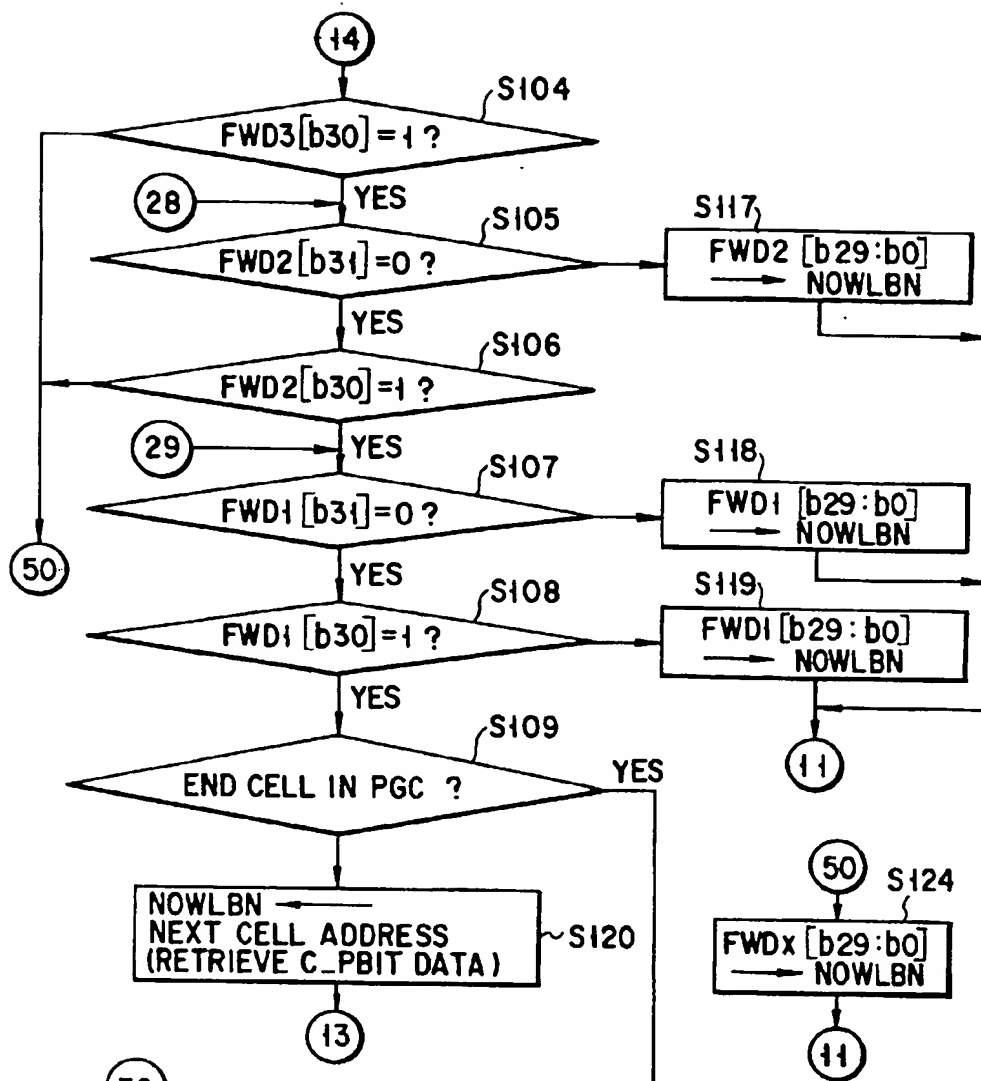 14
S104
FWD3[b30]=1 ?
YES
28
S105
FWD2[b31]=0 ?
S117
FWD2 [b29:b0]
→ NOWLBN
YES
S106
FWD2[b30]=1 ?
YES
29
S107
FWD1[b31]=0 ?
S118
FWD1 [b29:b0]
→ NOWLBN
50
YES
S108
FWD1[b30]=1 ?
S119
FWD1[b29:b0]
→ NOWLBN
YES
11
S109
END CELL IN PGC ?
YES
NOWLBN ←
NEXT CELL ADDRESS
(RETRIEVE C_PBIT DATA)
S120
13
50
S124
FWDx [b29:b0]
→ NOWLBN
11